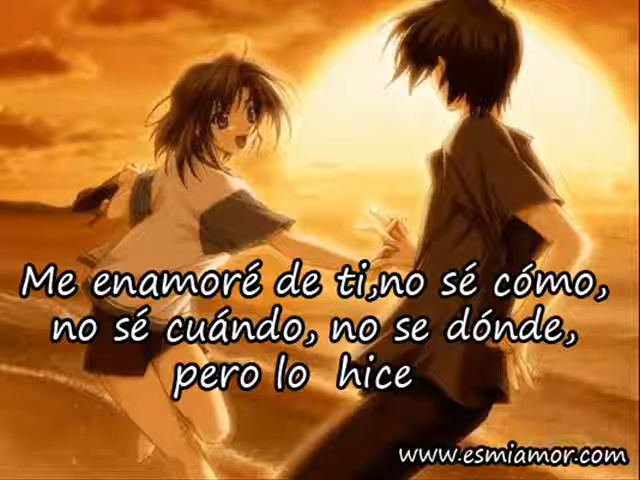 Me enamoré de ti,no sé cómo,
no sé cuándo, no se dónde,
pero lo hice
www.esmiamor.com